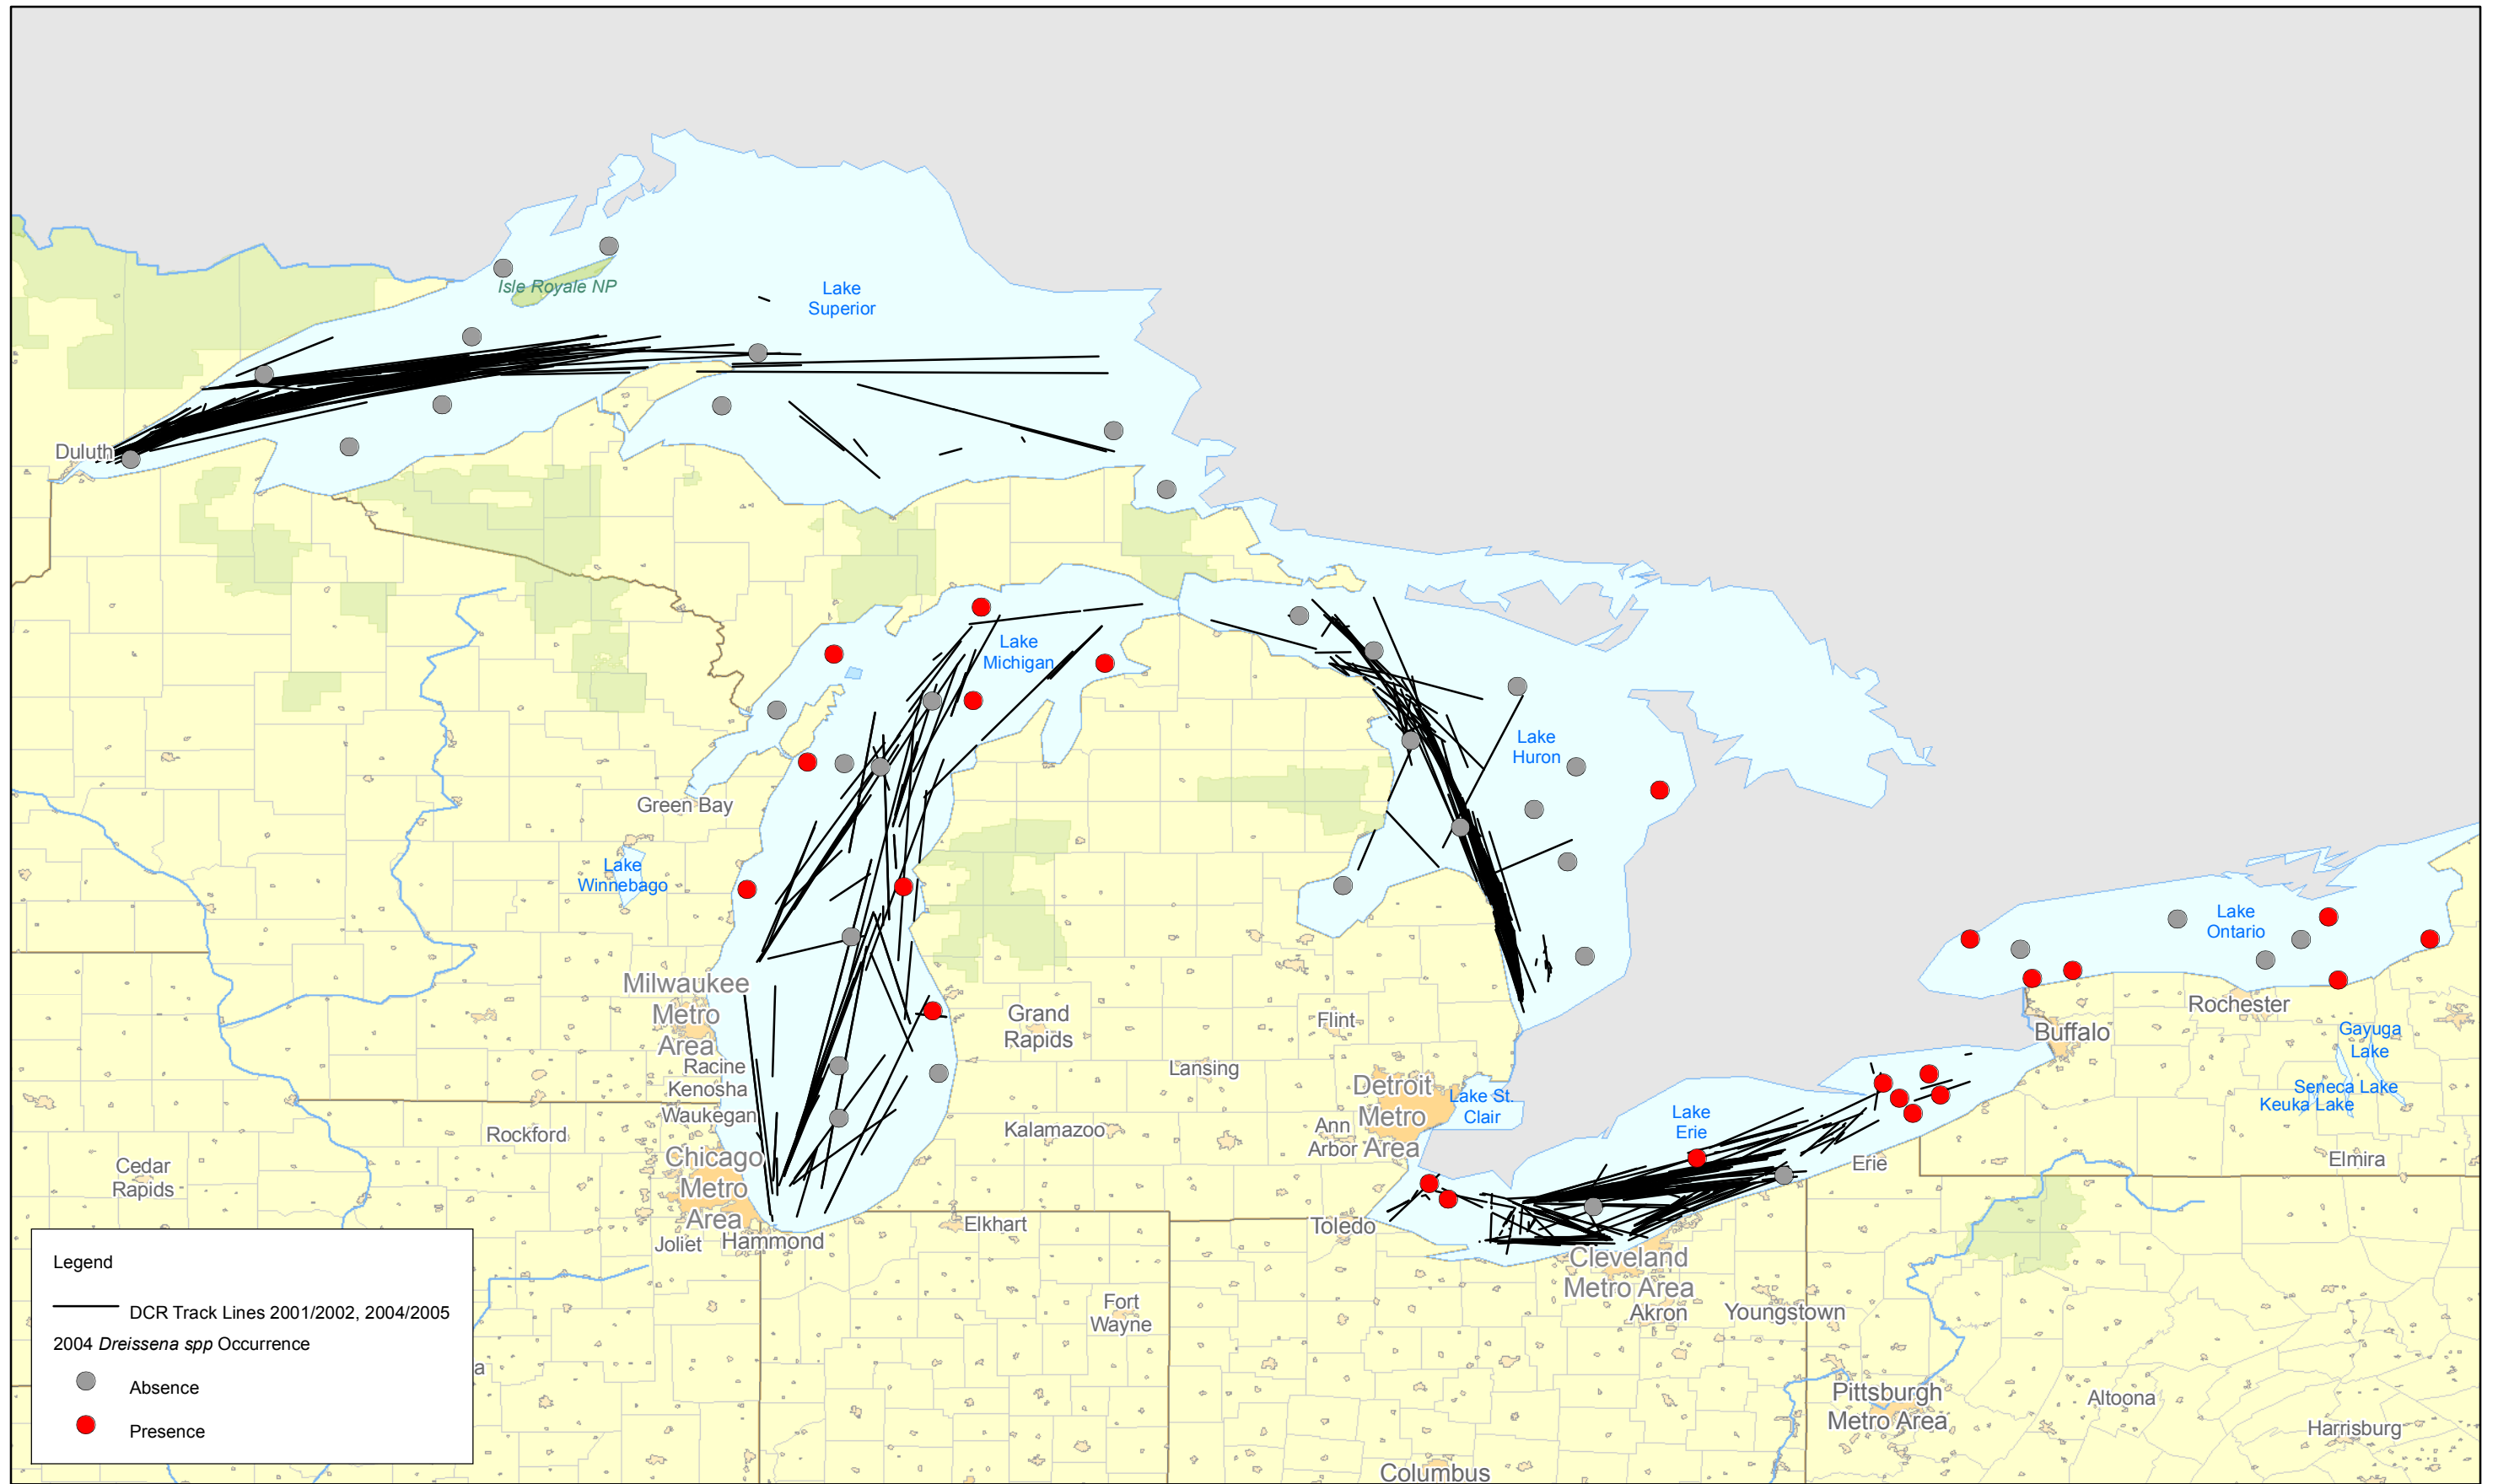 Isle Royale NP
Lake
Superior
Duluth
Lake
Michigan
Lake
Huron
Green Bay
Lake
Winnebago
Lake
Ontario
Milwaukee
Metro
Area
Grand
Rapids
Flint
Rochester
Buffalo
Gayuga
Lake
Racine
Kenosha
Waukegan
Lansing
Detroit
Metro
Area
Lake St.
Clair
Seneca Lake
Keuka Lake
Rockford
Kalamazoo
Ann
Arbor
Lake
Erie
Erie
Elmira
Cedar
Rapids
Chicago
Metro
Area
Joliet
Hammond
Elkhart
Toledo
Cleveland
Metro Area
Akron
Youngstown
Fort
Wayne
Pittsburgh
Metro Area
Altoona
Harrisburg
Columbus
a
Legend
DCR Track Lines 2001/2002, 2004/2005
2004 Dreissena spp Occurrence
Absence
Presence